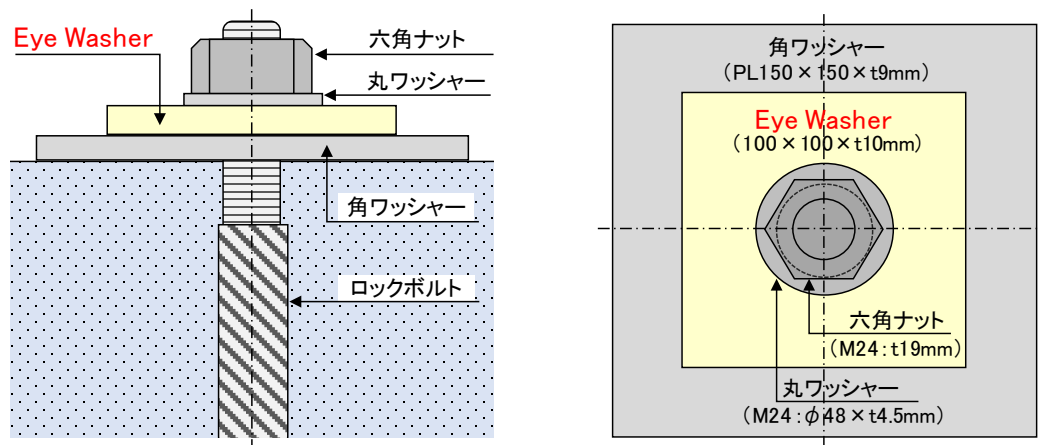 Eye Washer
六角ナット
丸ワッシャー
角ワッシャー
ロックボルト
角ワッシャー
（PL150×150×t9mm）
Eye Washer
（100×100×t10mm）
六角ナット
（M24：t19mm）
丸ワッシャー
（M24：φ48×t4.5mm）